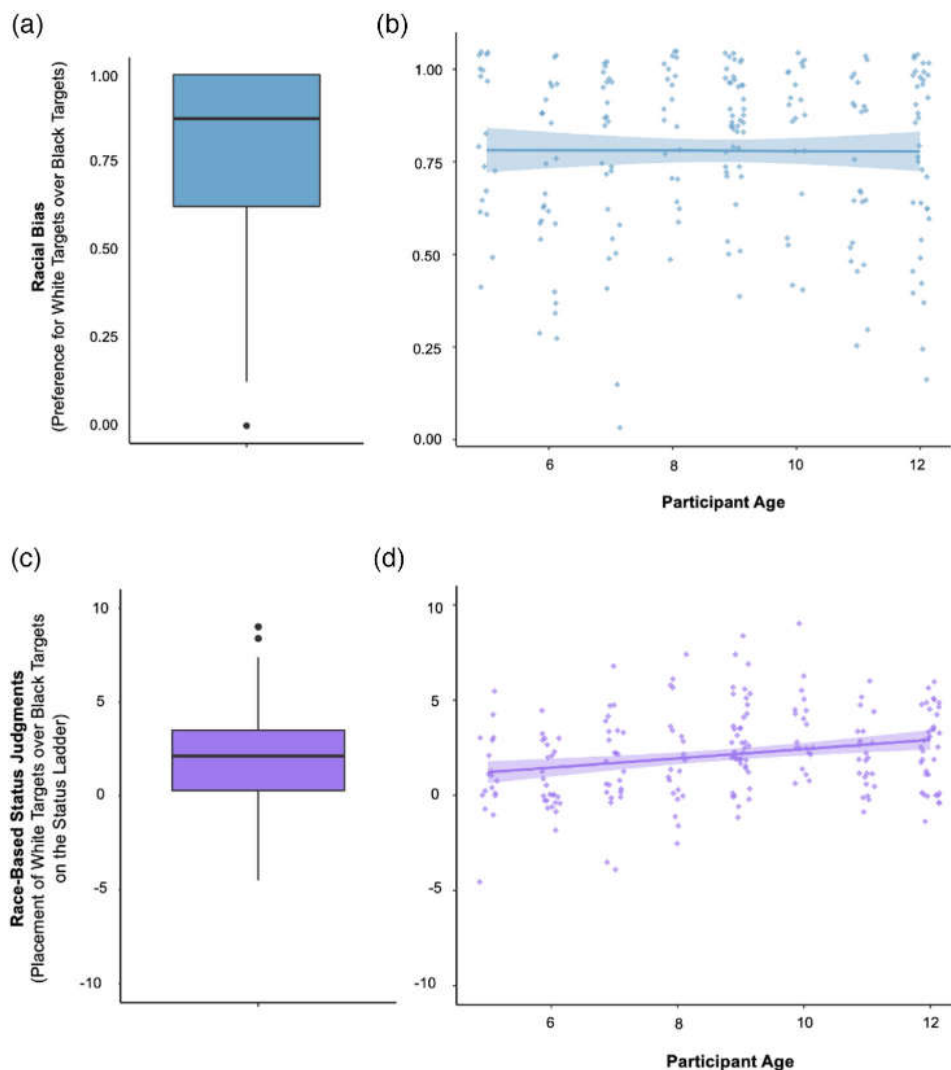 (a)
Racial Bias
(Preference for White Targets over Black Targets)
1.00
0.75
0.50
0.25
0.00
(b)
1.00
0.75
0.50
0.25
0.00
6
8
10
12
Participant Age
(c)
Race-Based Status Judgments
(Placement of White Targets over Black Targets
on the Status Ladder)
10
5
0
-5
-10
(d)
10
5
0
-5
-10
6
8
10
12
Participant Age